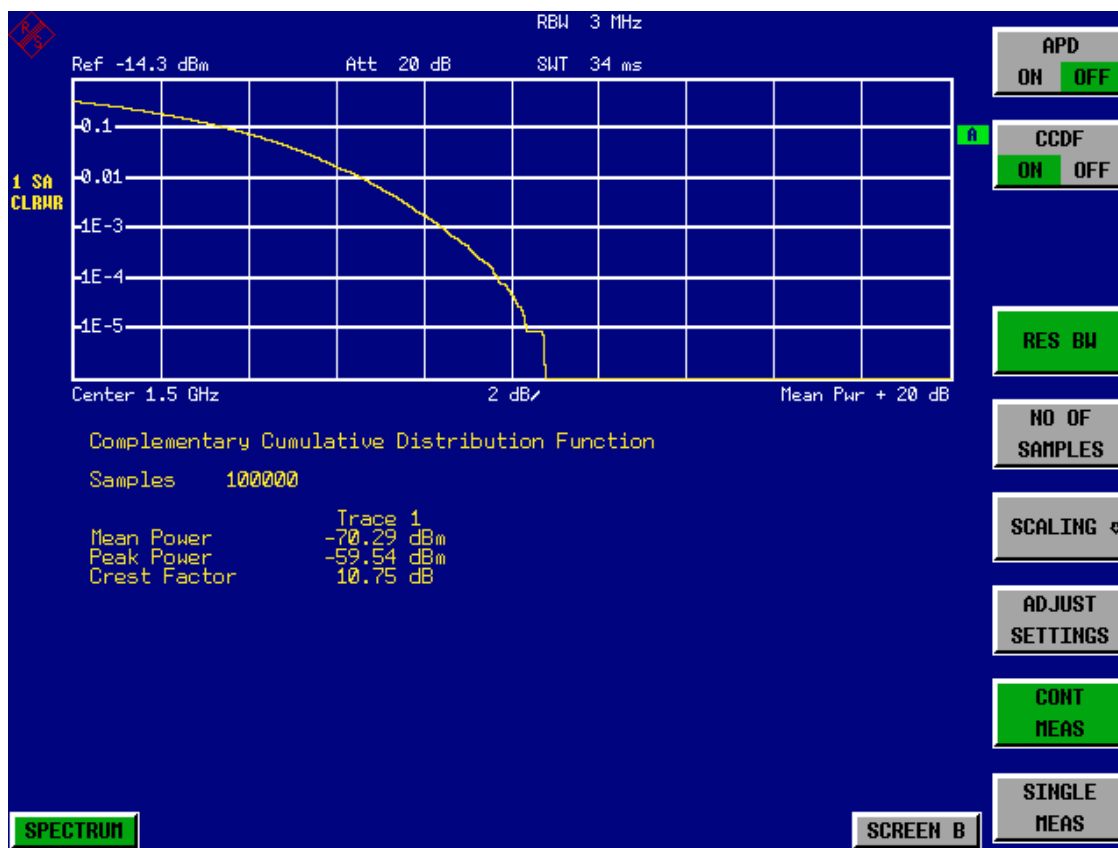 RBW 3 MHz
Ref -14.3 dBm Att 20 dB SWT 34 ms
0.1
0.01
1E-3
1E-4
1E-5
1 SA
CLRWR
A
Center 1.5 GHz 2 dB/ Mean Pwr + 20 dB
Complementary Cumulative Distribution Function
Samples 100000
Trace 1
Mean Power -70.29 dBm
Peak Power -59.54 dBm
Crest Factor 10.75 dB
APD
ON OFF
CCDF
ON OFF
RES BW
NO OF
SAMPLES
SCALING
ADJUST
SETTINGS
CONT
MEAS
SINGLE
MEAS
SPECTRUM
SCREEN B